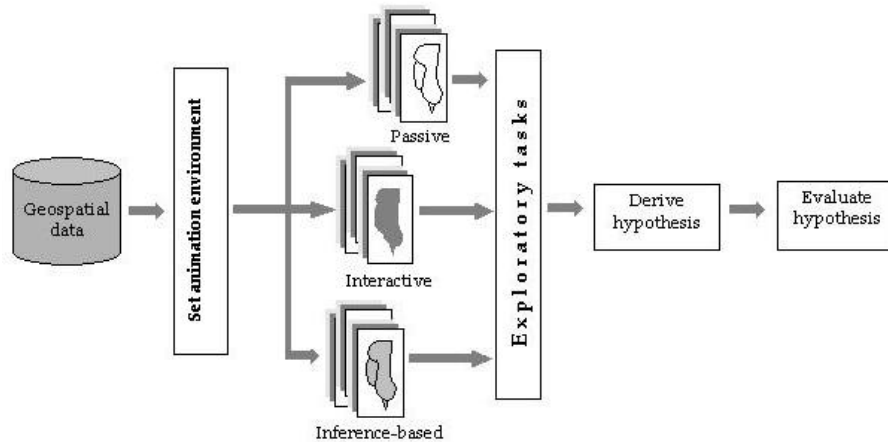 Geospatial
data
Set animation environment
Passive
Interactive
Inference-based
Exploratory tasks
Derive
hypothesis
Evaluate
hypothesis